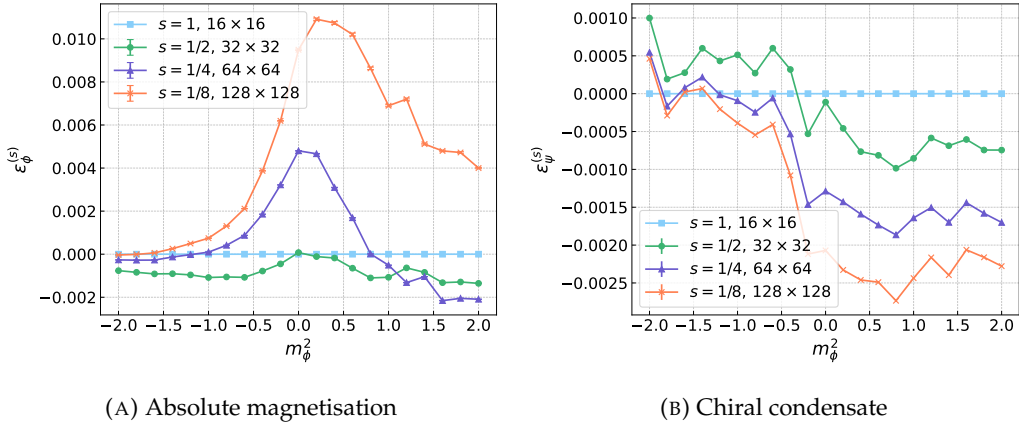 0.010
0.008
0.006
0.004
0.002
0.000
−0.002
ε_ϕ^(s)
s = 1, 16 × 16
s = 1/2, 32 × 32
s = 1/4, 64 × 64
s = 1/8, 128 × 128
−2.0 −1.5 −1.0 −0.5 0.0 0.5 1.0 1.5 2.0
m_ϕ^2
(A) Absolute magnetisation
0.0010
0.0005
0.0000
−0.0005
−0.0010
−0.0015
−0.0020
−0.0025
ε_ψ^(s)
s = 1, 16 × 16
s = 1/2, 32 × 32
s = 1/4, 64 × 64
s = 1/8, 128 × 128
−2.0 −1.5 −1.0 −0.5 0.0 0.5 1.0 1.5 2.0
m_ϕ^2
(B) Chiral condensate